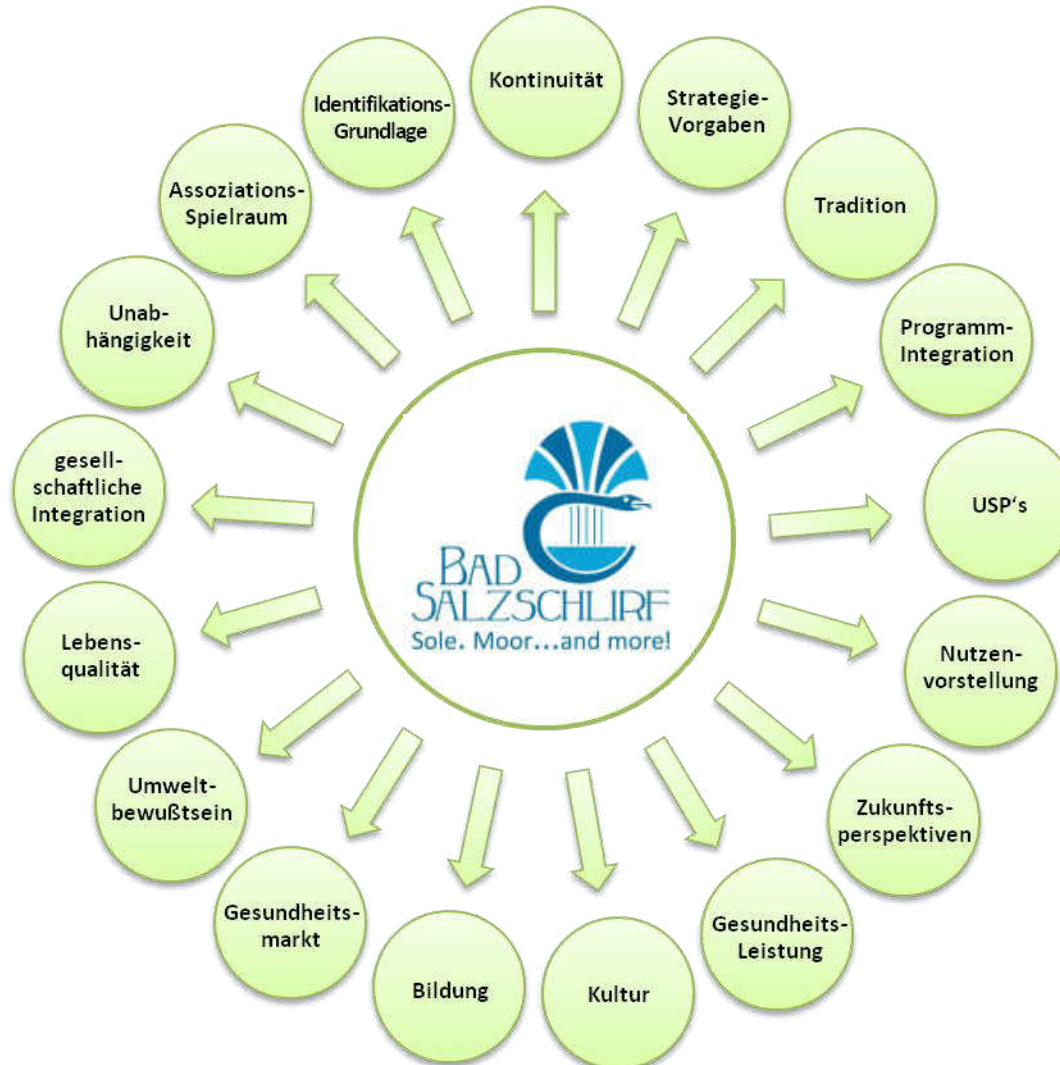 Kontinuität
Strategie-
Vorgaben
Tradition
Programm-
Integration
USP‘s
Nutzen-
vorstellung
Zukunfts-
perspektiven
Gesundheits-
Leistung
Kultur
Bildung
Gesundheits-
markt
Umwelt-
bewußtsein
Lebens-
qualität
gesell-
schaftliche
Integration
Unab-
hängigkeit
Assoziations-
Spielraum
Identifikations-
Grundlage
BAD
SALZSCHLIRF
Sole. Moor...and more!